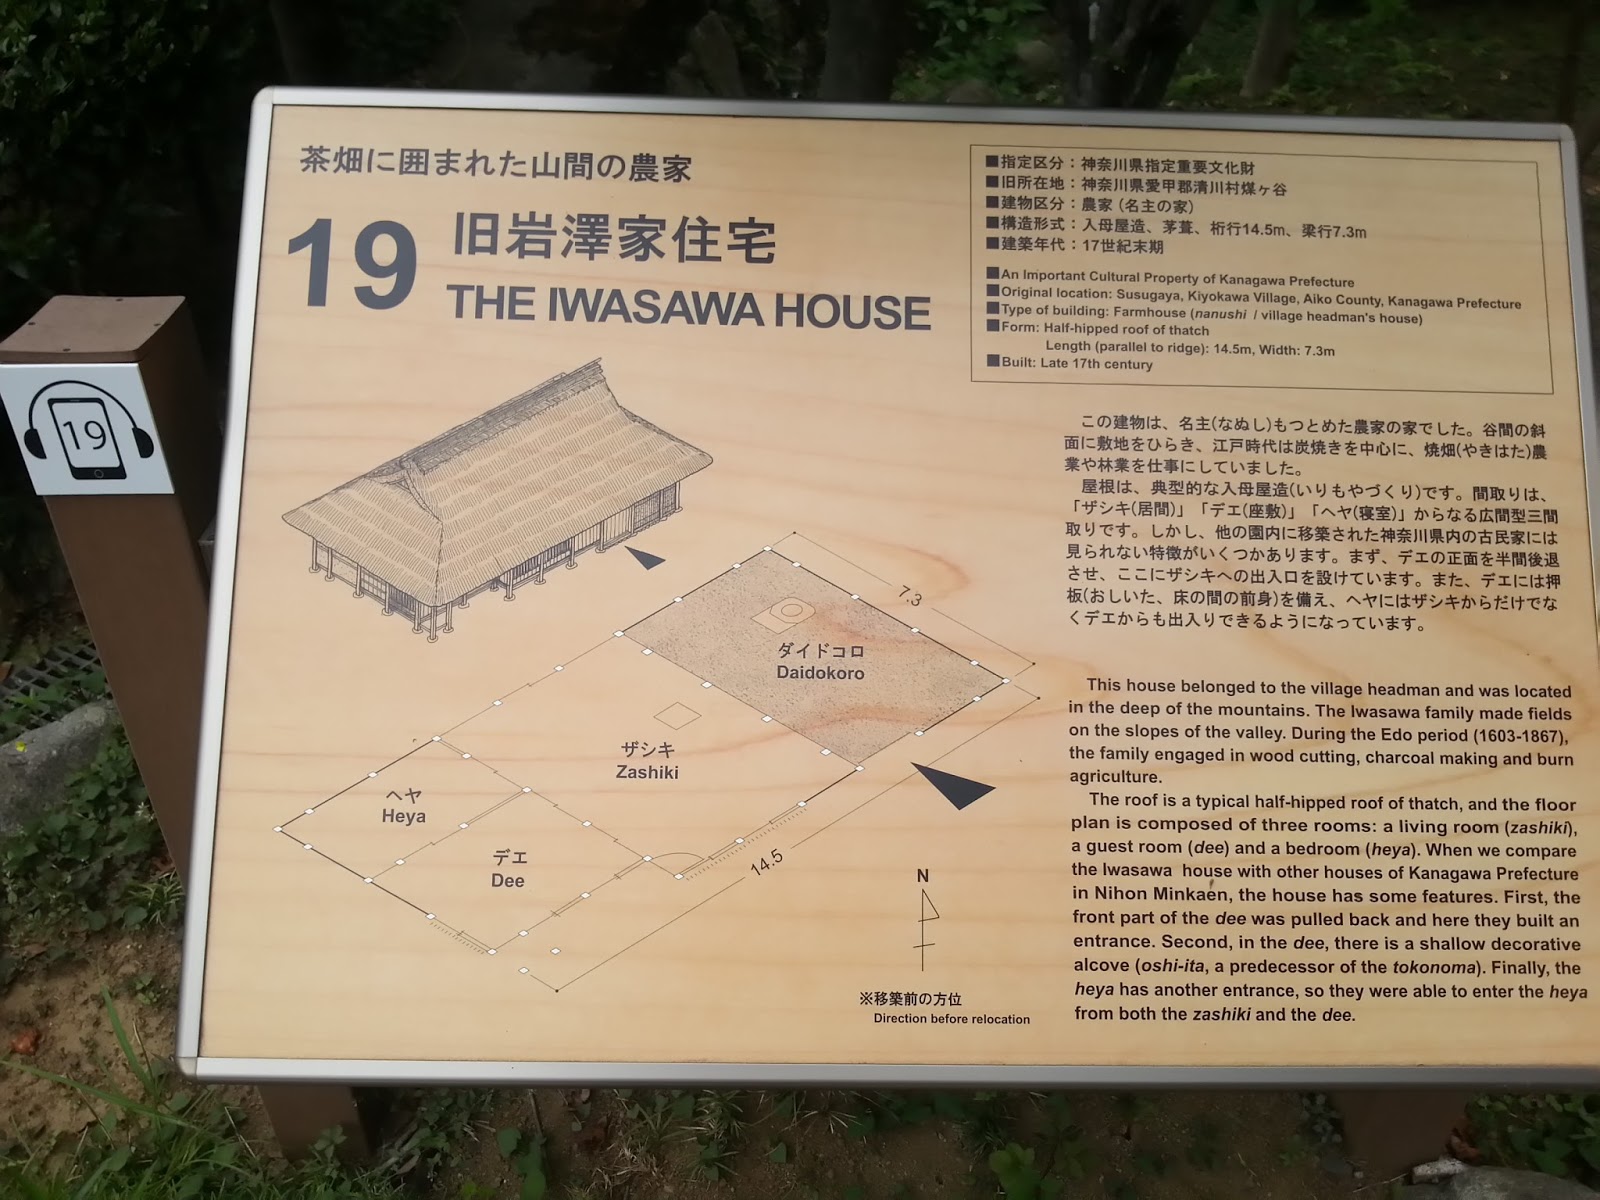 茶畑に囲まれた山間の農家
19
旧岩澤家住宅
THE IWASAWA HOUSE
■指定区分：神奈川県指定重要文化財
■旧所在地：神奈川県愛甲郡清川村煤ヶ谷
■建物区分：農家 (名主の家)
■構造形式：入母屋造、茅葺、桁行14.5m、梁行7.3m
■建築年代：17世紀末期
■An Important Cultural Property of Kanagawa Prefecture
■Original location: Susugaya, Kiyokawa Village, Aiko County, Kanagawa Prefecture
■Type of building: Farmhouse (nanushi / village headman's house)
■Form: Half-hipped roof of thatch
Length (parallel to ridge): 14.5m, Width: 7.3m
■Built: Late 17th century
19
この建物は、名主(なぬし)もつとめた農家の家でした。谷間の斜
面に敷地をひらき、江戸時代は炭焼きを中心に、焼畑(やきはた)農
業や林業を仕事にしていました。
屋根は、典型的な入母屋造(いりもやづくり)です。間取りは、
「ザシキ(居間)」「デエ(座敷)」「ヘヤ(寝室)」からなる広間型三間
取りです。しかし、他の園内に移築された神奈川県内の古民家には
見られない特徴がいくつかあります。まず、デエの正面を半間後退
させ、ここにザシキへの出入口を設けています。また、デエには押
板(おしいた、床の間の前身)を備え、ヘヤにはザシキからだけでな
くデエからも出入りできるようになっています。
7.3
ダイドコロ
Daidokoro
ザシキ
Zashiki
ヘヤ
Heya
デエ
Dee
14.5
N
※移築前の方位
Direction before relocation
This house belonged to the village headman and was located
in the deep of the mountains. The Iwasawa family made fields
on the slopes of the valley. During the Edo period (1603-1867),
the family engaged in wood cutting, charcoal making and burn
agriculture.
The roof is a typical half-hipped roof of thatch, and the floor
plan is composed of three rooms: a living room (zashiki),
a guest room (dee) and a bedroom (heya). When we compare
the Iwasawa house with other houses of Kanagawa Prefecture
in Nihon Minkaen, the house has some features. First, the
front part of the dee was pulled back and here they built an
entrance. Second, in the dee, there is a shallow decorative
alcove (oshi-ita, a predecessor of the tokonoma). Finally, the
heya has another entrance, so they were able to enter the heya
from both the zashiki and the dee.